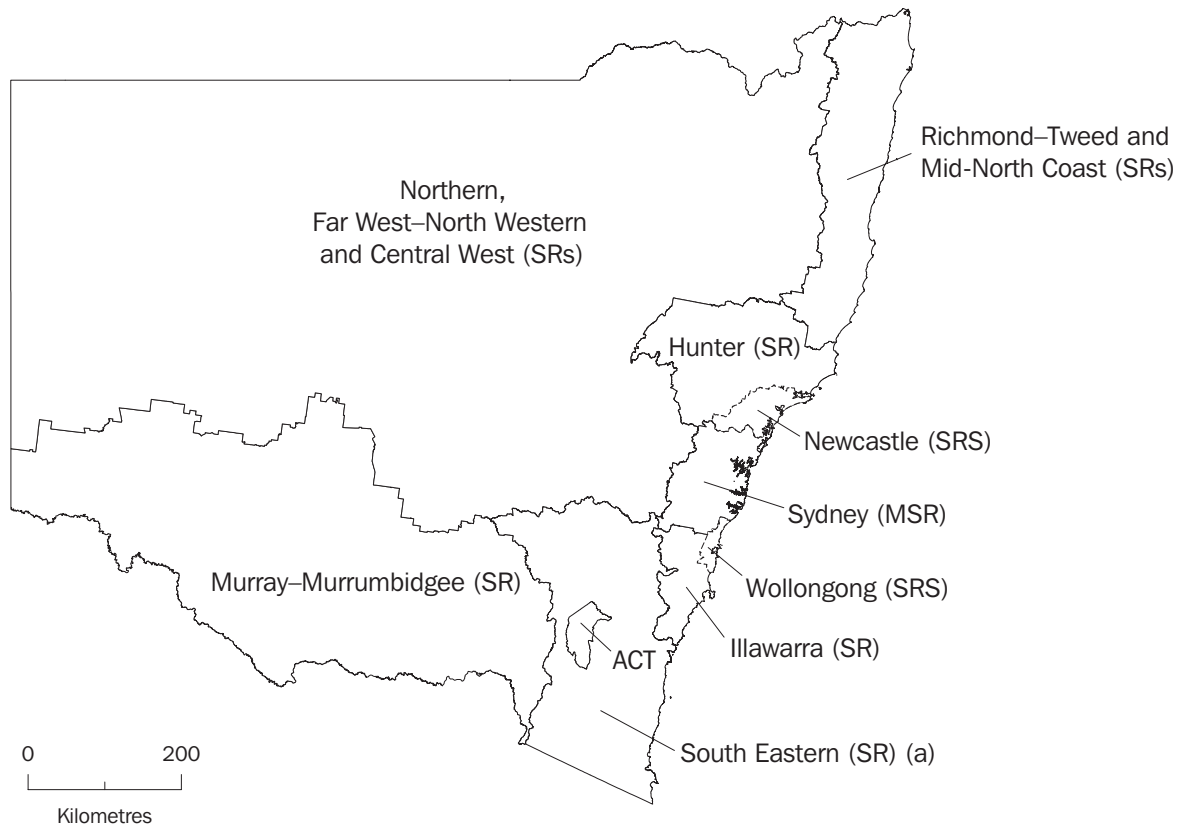 Richmond–Tweed and
Mid-North Coast (SRs)
Northern,
Far West–North Western
and Central West (SRs)
Hunter (SR)
Newcastle (SRS)
Sydney (MSR)
Murray–Murrumbidgee (SR)
Wollongong (SRS)
Illawarra (SR)
ACT
South Eastern (SR) (a)
0 200
Kilometres